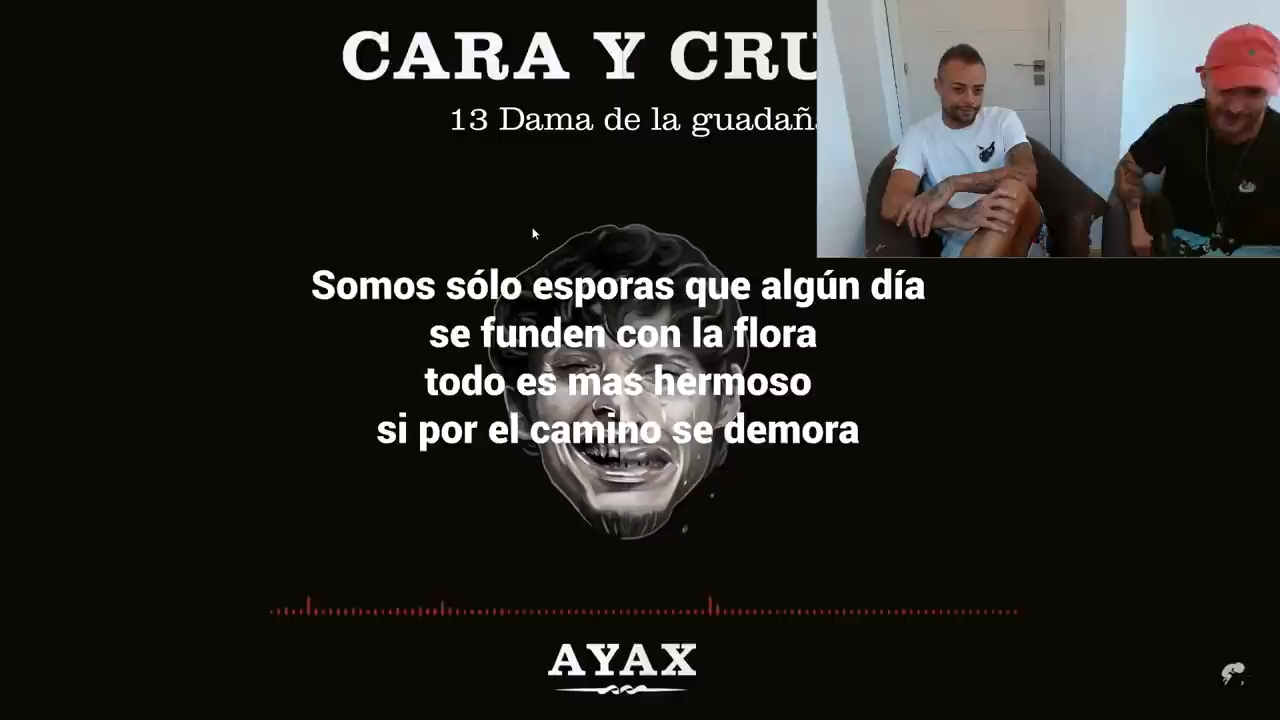 CARA Y CRU
13 Dama de la guadaña
Somos sólo esporas que algún día
se funden con la flora
todo es mas hermoso
si por el camino se demora
AYAX